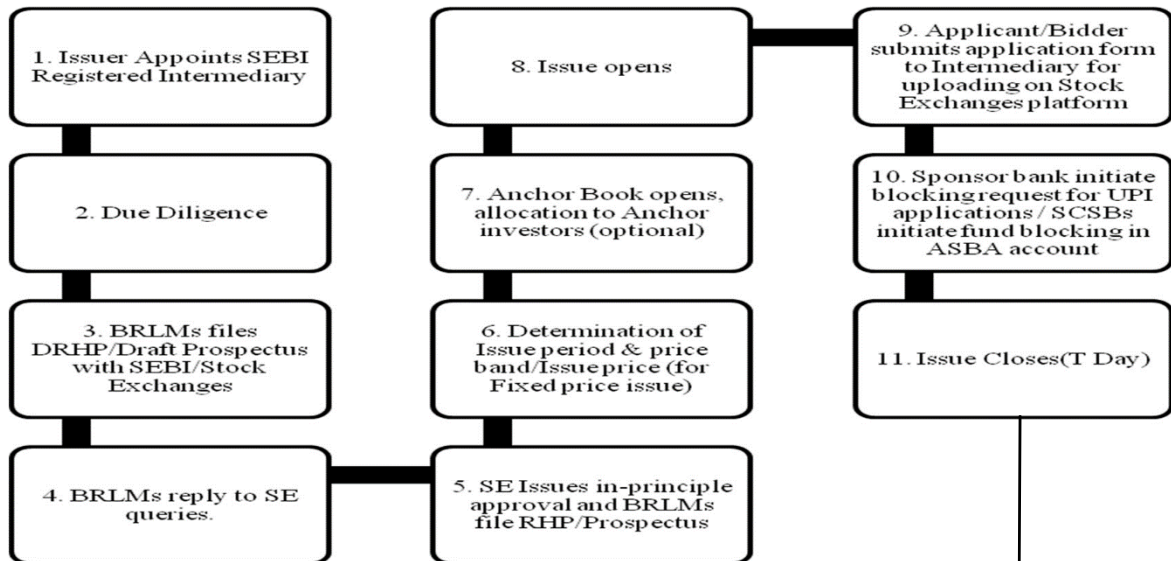 1. Issuer Appoints SEBI
Registered Intermediary
2. Due Diligence
3. BRLMs files
DRHP/Draft Prospectus
with SEBI/Stock
Exchanges
4. BRLMs reply to SE
queries.
5. SE Issues in-principle
approval and BRLMs
file RHP/Prospectus
6. Determination of
Issue period & price
band/Issue price (for
Fixed price issue)
7. Anchor Book opens,
allocation to Anchor
investors (optional)
8. Issue opens
9. Applicant/Bidder
submits application form
to Intermediary for
uploading on Stock
Exchanges platform
10. Sponsor bank initiate
blocking request for UPI
applications / SCSBs
initiate fund blocking in
ASBA account
11. Issue Closes(T Day)